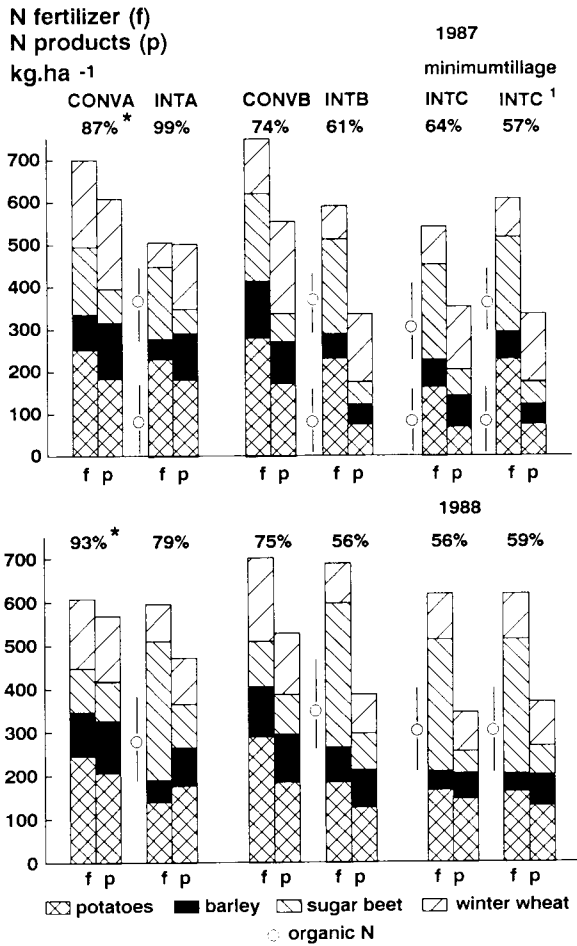 N fertilizer (f)
N products (p)
kg.ha -1
1987
minimumtillage
CONVA INTA CONVB INTB INTC INTC 1
87% * 99% 74% 61% 64% 57%
700
600
500
400
300
200
100
0
f p f p f p f p f p f p
1988
93% * 79% 75% 56% 56% 59%
700
600
500
400
300
200
100
0
f p f p f p f p f p f p
potatoes barley sugar beet winter wheat
organic N